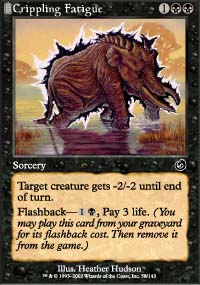 Crippling Fatigue 1
Sorcery
Target creature gets -2/-2 until end
of turn.
Flashback—1, Pay 3 life. (You
may play this card from your graveyard
for its flashback cost. Then remove it
from the game.)
Illus. Heather Hudson
™ & © 1993-2002 Wizards of the Coast, Inc. 56/143